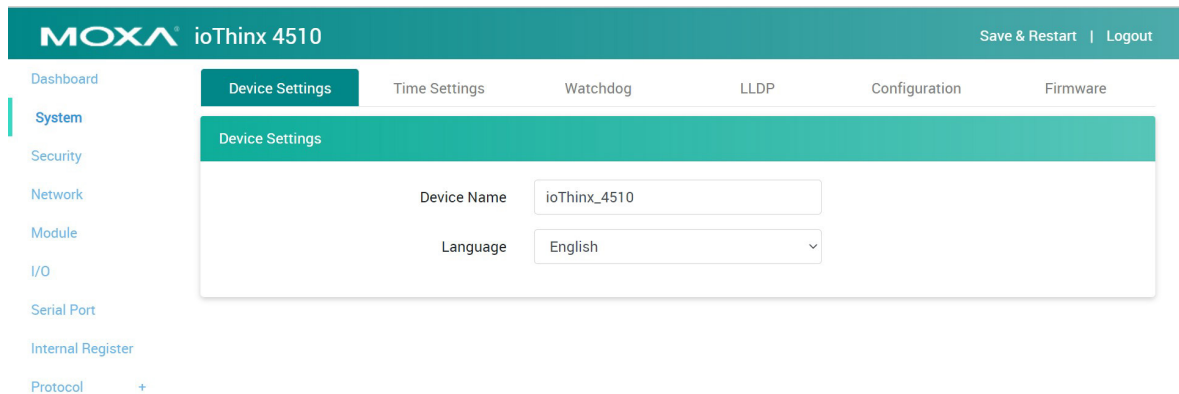 MOXA® ioThinx 4510 Save & Restart | Logout
Dashboard
System
Security
Network
Module
I/O
Serial Port
Internal Register
Protocol +
Device Settings Time Settings Watchdog LLDP Configuration Firmware
Device Settings
Device Name ioThinx_4510
Language English